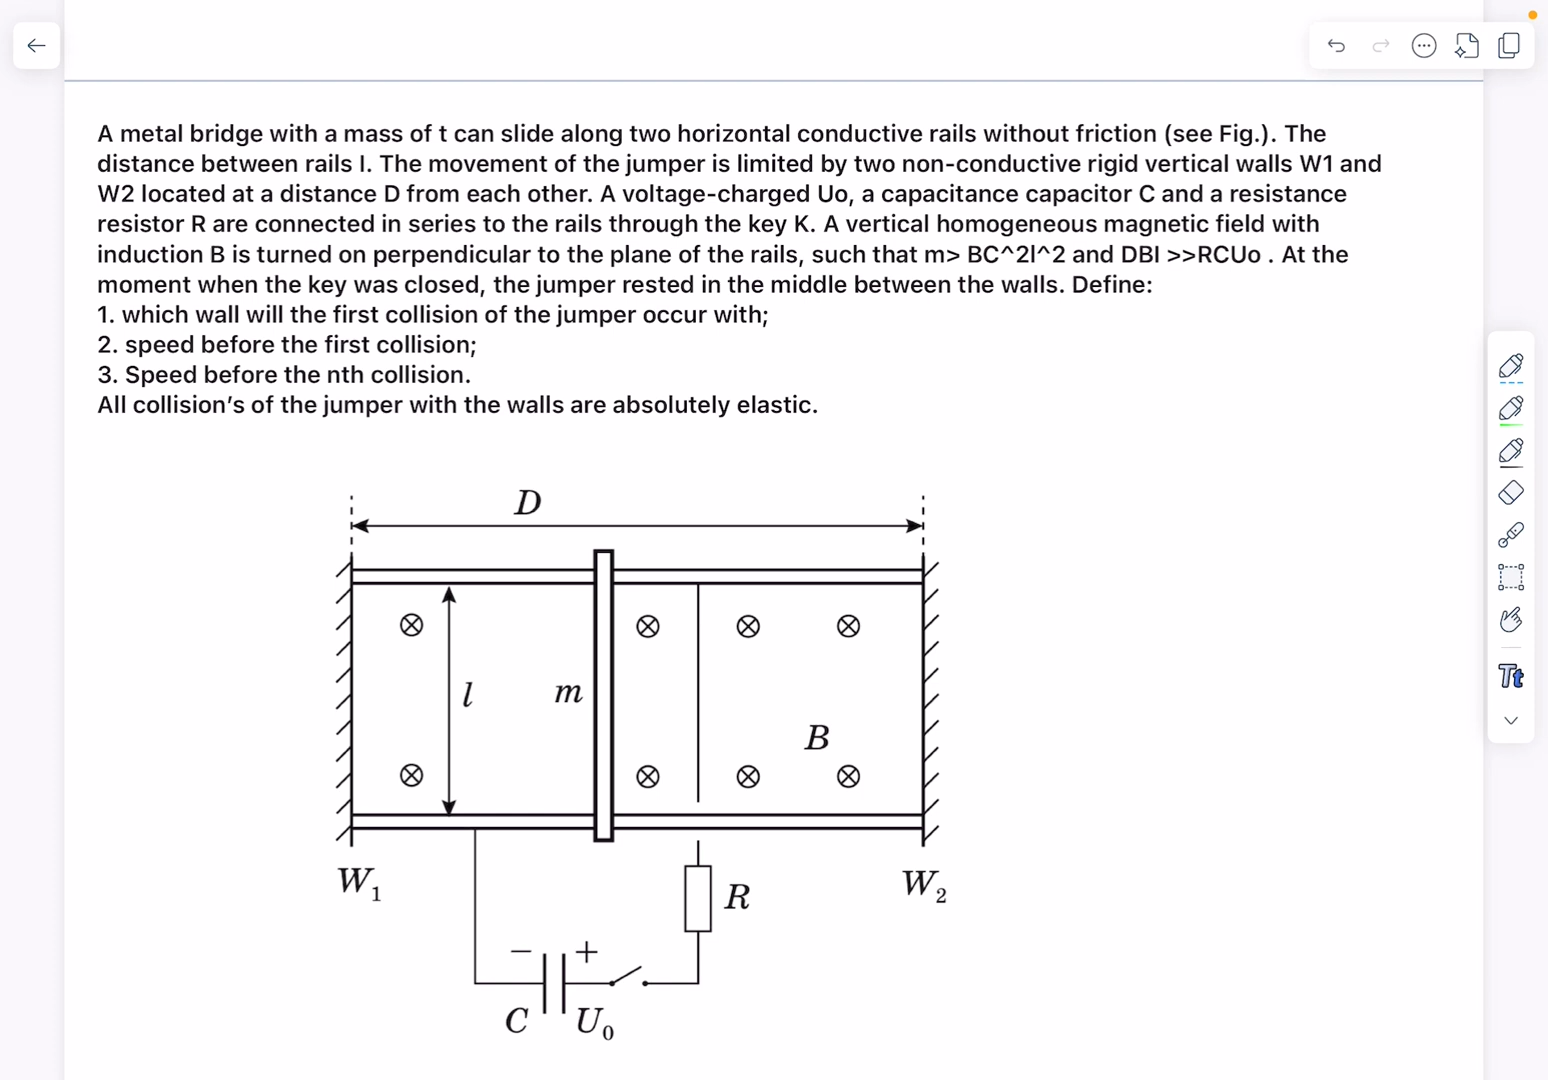 A metal bridge with a mass of t can slide along two horizontal conductive rails without friction (see Fig.). The
distance between rails l. The movement of the jumper is limited by two non-conductive rigid vertical walls W1 and
W2 located at a distance D from each other. A voltage-charged Uo, a capacitance capacitor C and a resistance
resistor R are connected in series to the rails through the key K. A vertical homogeneous magnetic field with
induction B is turned on perpendicular to the plane of the rails, such that m> BC^2l^2 and DBl >>RCUo . At the
moment when the key was closed, the jumper rested in the middle between the walls. Define:
1. which wall will the first collision of the jumper occur with;
2. speed before the first collision;
3. Speed before the nth collision.
All collision's of the jumper with the walls are absolutely elastic.
D
l
m
B
W₁
R
W₂
− +
C U₀
Tt